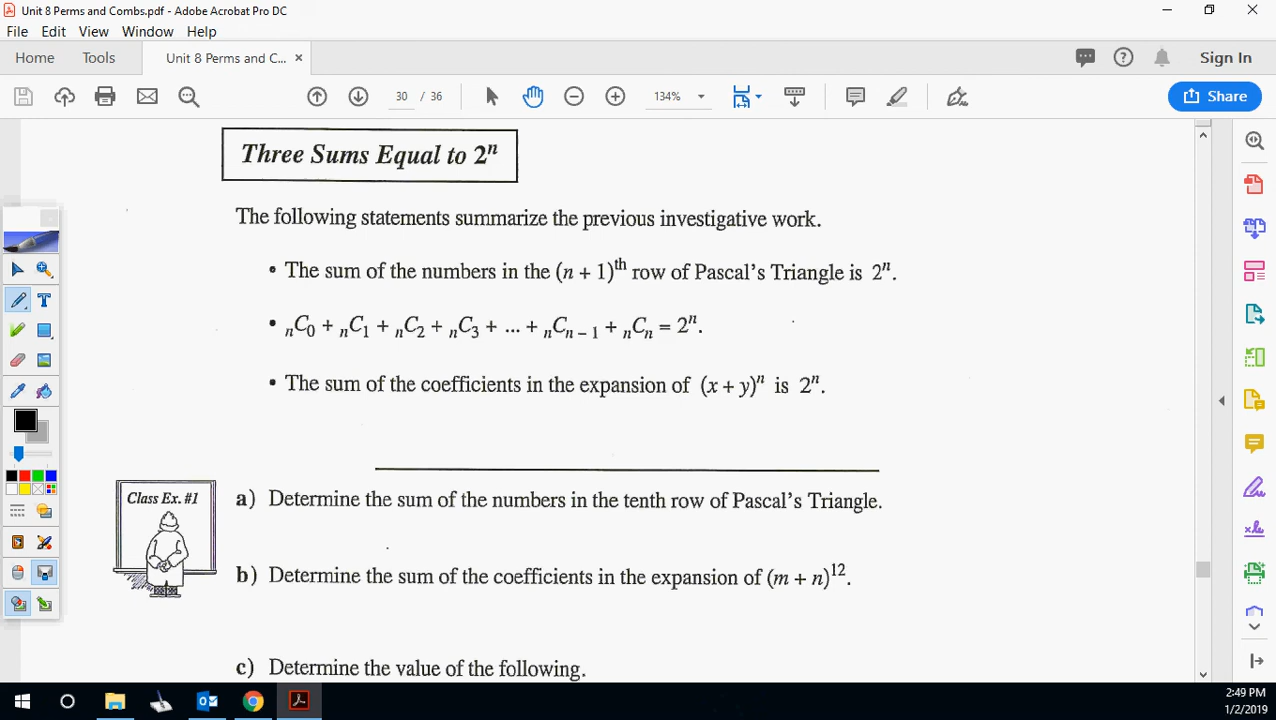 Unit 8 Perms and Combs.pdf - Adobe Acrobat Pro DC
File Edit View Window Help
Home Tools Unit 8 Perms and C... × Sign In
30 / 36 134% Share
Three Sums Equal to 2ⁿ
The following statements summarize the previous investigative work.
• The sum of the numbers in the (n + 1)ᵗʰ row of Pascal's Triangle is 2ⁿ.
• ₙC₀ + ₙC₁ + ₙC₂ + ₙC₃ + ... + ₙCₙ₋₁ + ₙCₙ = 2ⁿ.
• The sum of the coefficients in the expansion of (x + y)ⁿ is 2ⁿ.
Class Ex. #1
a) Determine the sum of the numbers in the tenth row of Pascal's Triangle.
b) Determine the sum of the coefficients in the expansion of (m + n)¹².
c) Determine the value of the following.
2:49 PM
1/2/2019